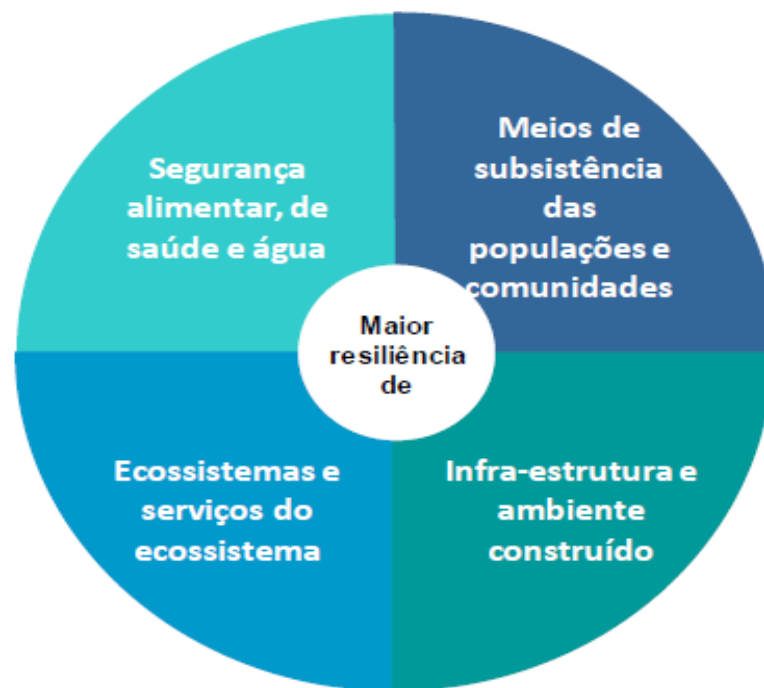 Segurança
alimentar, de
saúde e água
Meios de
subsistência
das
populações e
comunidades
Maior
resiliência
de
Ecossistemas e
serviços do
ecossistema
Infra-estrutura e
ambiente
construído